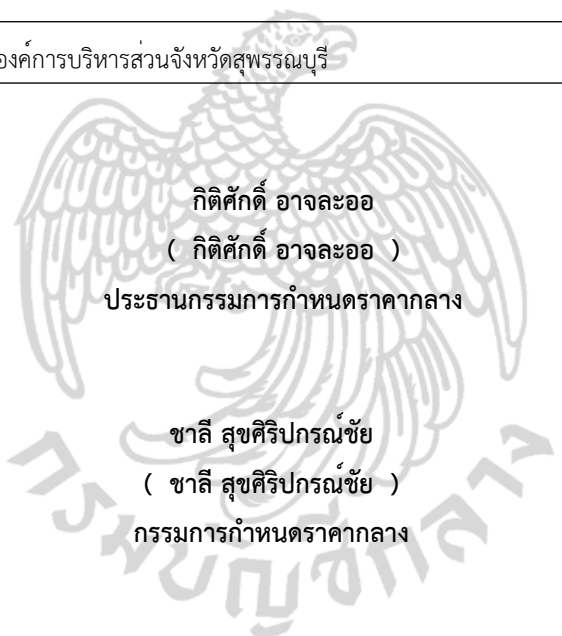 องค์การบริหารส่วนจังหวัดสุพรรณบุรี
กิติศักดิ์ อาจละออ
( กิติศักดิ์ อาจละออ )
ประธานกรรมการกำหนดราคากลาง
ชาลี สุขศิริปกรณ์ชัย
( ชาลี สุขศิริปกรณ์ชัย )
กรรมการกำหนดราคากลาง
กรมบัญชีกลาง